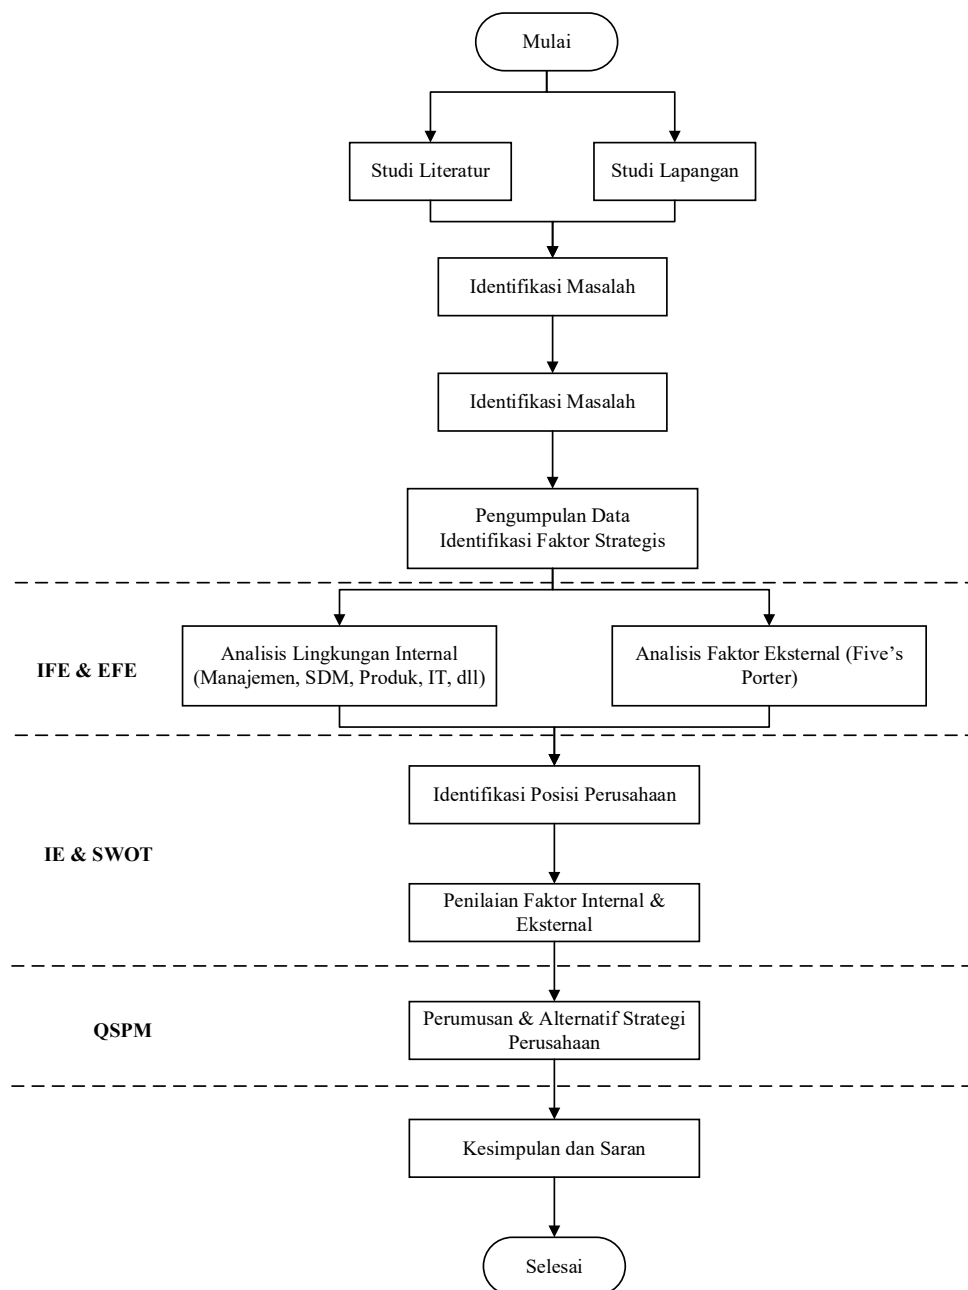 Mulai
Studi Literatur
Studi Lapangan
Identifikasi Masalah
Identifikasi Masalah
Pengumpulan Data
Identifikasi Faktor Strategis
IFE & EFE
Analisis Lingkungan Internal
(Manajemen, SDM, Produk, IT, dll)
Analisis Faktor Eksternal (Five’s
Porter)
Identifikasi Posisi Perusahaan
IE & SWOT
Penilaian Faktor Internal &
Eksternal
QSPM
Perumusan & Alternatif Strategi
Perusahaan
Kesimpulan dan Saran
Selesai